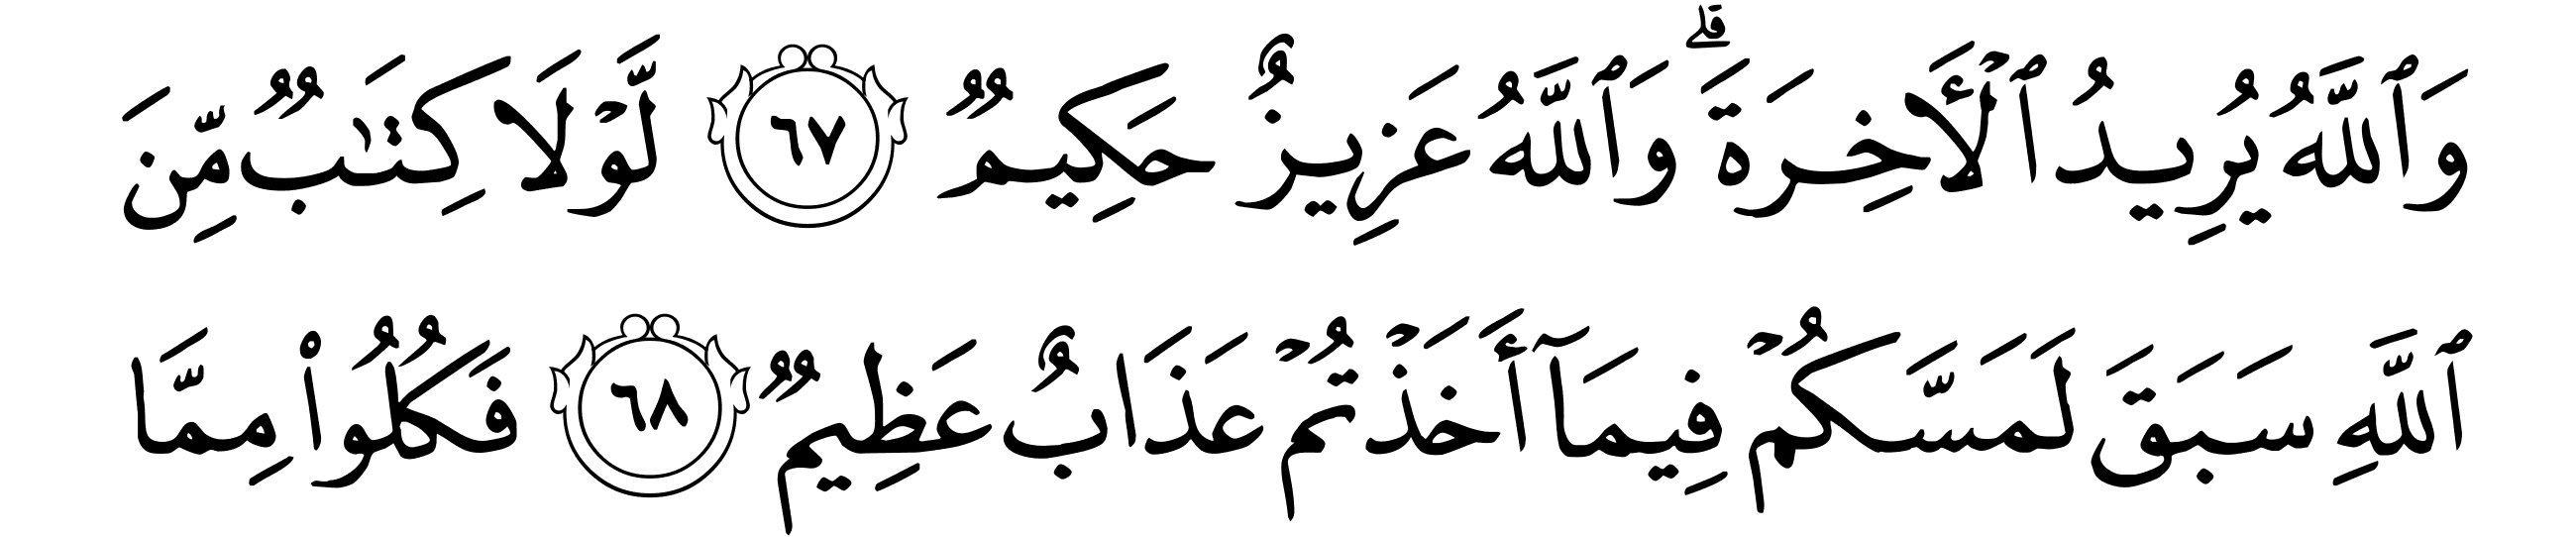 وَٱللَّهُ يُرِيدُ ٱلۡأَخِرَةَۗ وَٱللَّهُ عَزِيزٌ حَكِيمٞ ٦٧ لَّوۡلَا كِتَٰبٞ مِّنَ
ٱللَّهِ سَبَقَ لَمَسَّكُمۡ فِيمَآ أَخَذۡتُمۡ عَذَابٌ عَظِيمٞ ٦٨ فَكُلُواْ مِمَّا